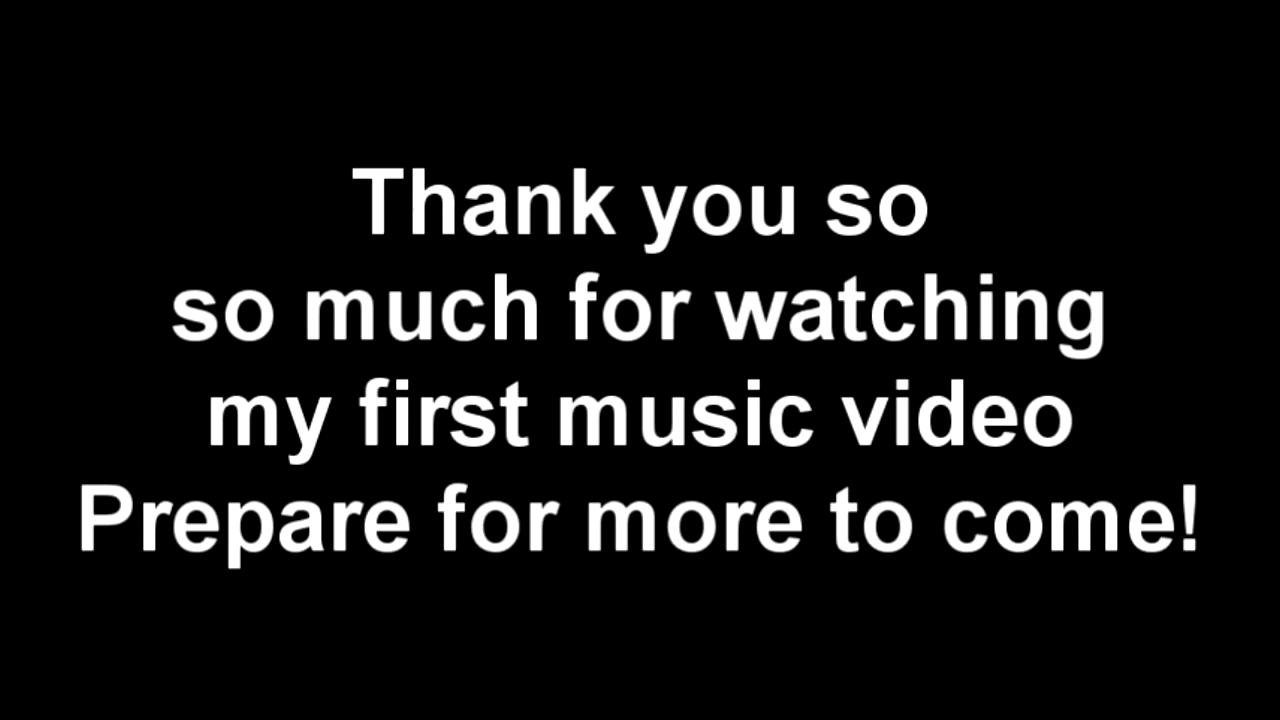 Thank you so
so much for watching
my first music video
Prepare for more to come!